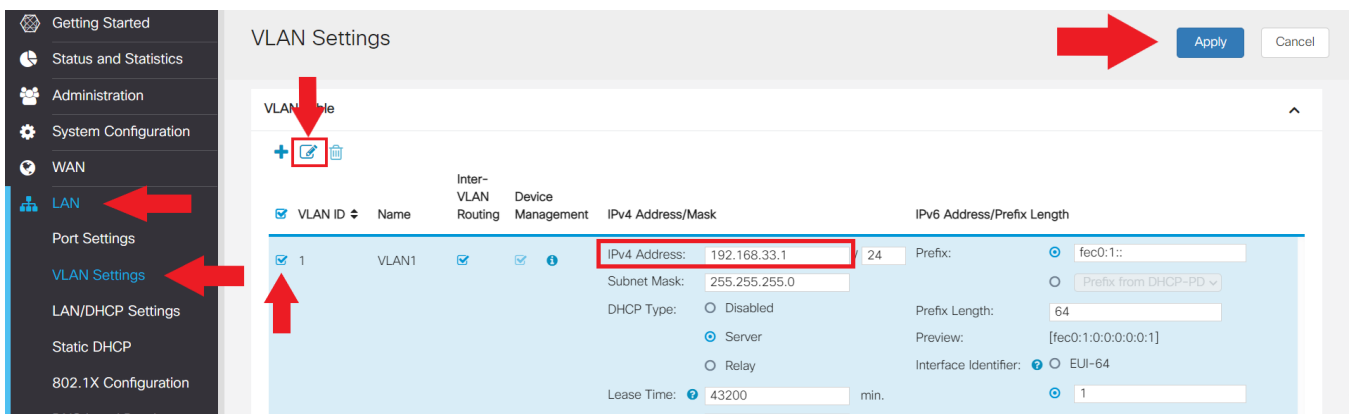 Getting Started
Status and Statistics
Administration
System Configuration
WAN
LAN
Port Settings
VLAN Settings
LAN/DHCP Settings
Static DHCP
802.1X Configuration
VLAN Settings
Apply
Cancel
VLAN
VLAN ID
Name
Inter-
VLAN
Routing
Device
Management
IPv4 Address/Mask
IPv6 Address/Prefix Length
1
VLAN1
IPv4 Address: 192.168.33.1 / 24
Subnet Mask: 255.255.255.0
DHCP Type: Disabled
Server
Relay
Lease Time: 43200 min.
Prefix: fec0:1::
Prefix from DHCP-PD
Prefix Length: 64
Preview: [fec0:1:0:0:0:0:0:1]
Interface Identifier: EUI-64
1